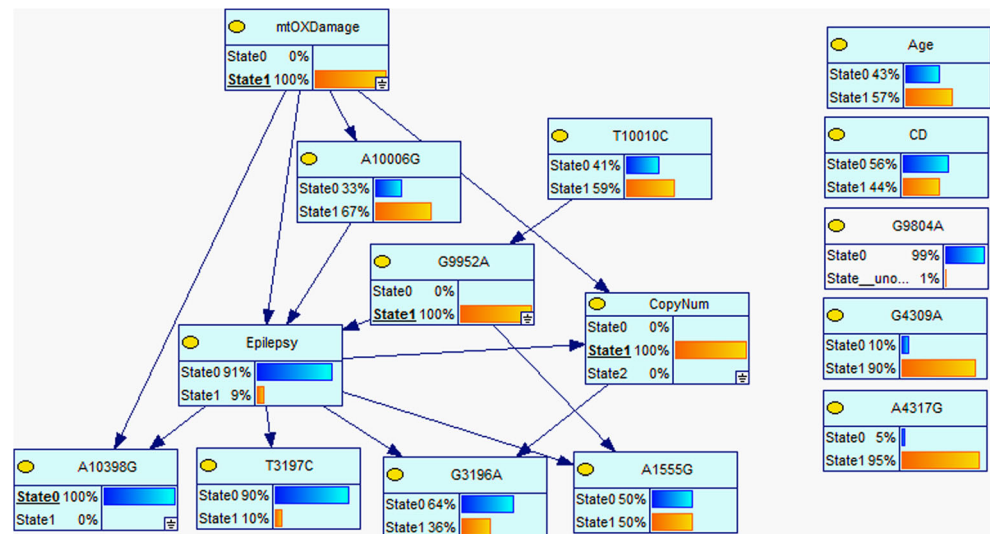 mtOXDamage
State0 0%
State1 100%
Age
State0 43%
State1 57%
T10010C
State0 41%
State1 59%
CD
State0 56%
State1 44%
A10006G
State0 33%
State1 67%
G9804A
State0 99%
State__uno... 1%
G9952A
State0 0%
State1 100%
CopyNum
State0 0%
State1 100%
State2 0%
G4309A
State0 10%
State1 90%
Epilepsy
State0 91%
State1 9%
A4317G
State0 5%
State1 95%
A10398G
State0 100%
State1 0%
T3197C
State0 90%
State1 10%
G3196A
State0 64%
State1 36%
A1555G
State0 50%
State1 50%